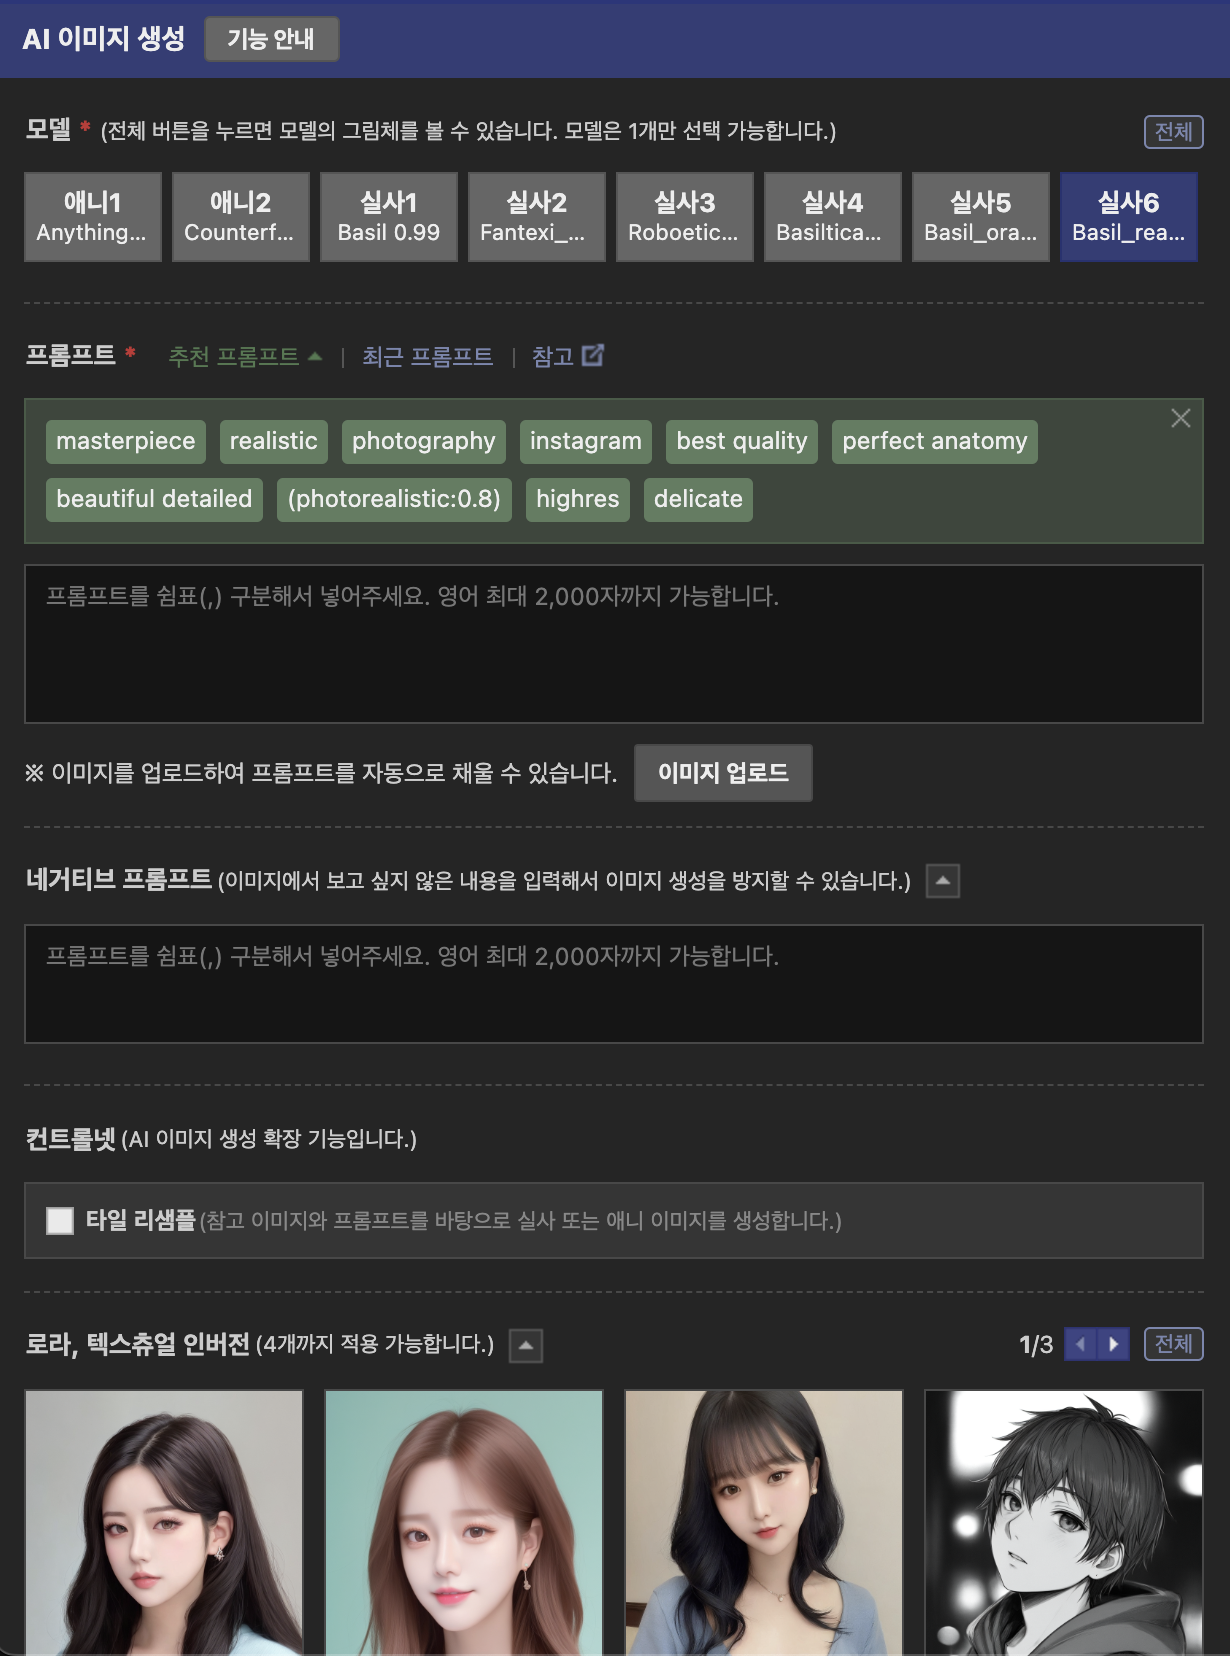 AI 이미지 생성 기능 안내
모델 * (전체 버튼을 누르면 모델의 그림체를 볼 수 있습니다. 모델은 1개만 선택 가능합니다.) 전체
애니1 애니2 실사1 실사2 실사3 실사4 실사5 실사6
Anything... Counterf... Basil 0.99 Fantexi_... Roboetic... Basiltica... Basil_ora... Basil_rea...
프롬프트 * 추천 프롬프트 | 최근 프롬프트 | 참고
masterpiece realistic photography instagram best quality perfect anatomy
beautiful detailed (photorealistic:0.8) highres delicate
프롬프트를 쉼표(,) 구분해서 넣어주세요. 영어 최대 2,000자까지 가능합니다.
※ 이미지를 업로드하여 프롬프트를 자동으로 채울 수 있습니다. 이미지 업로드
네거티브 프롬프트 (이미지에서 보고 싶지 않은 내용을 입력해서 이미지 생성을 방지할 수 있습니다.)
프롬프트를 쉼표(,) 구분해서 넣어주세요. 영어 최대 2,000자까지 가능합니다.
컨트롤넷 (AI 이미지 생성 확장 기능입니다.)
타일 리샘플 (참고 이미지와 프롬프트를 바탕으로 실사 또는 애니 이미지를 생성합니다.)
로라, 텍스츄얼 인버전 (4개까지 적용 가능합니다.) 1/3 전체